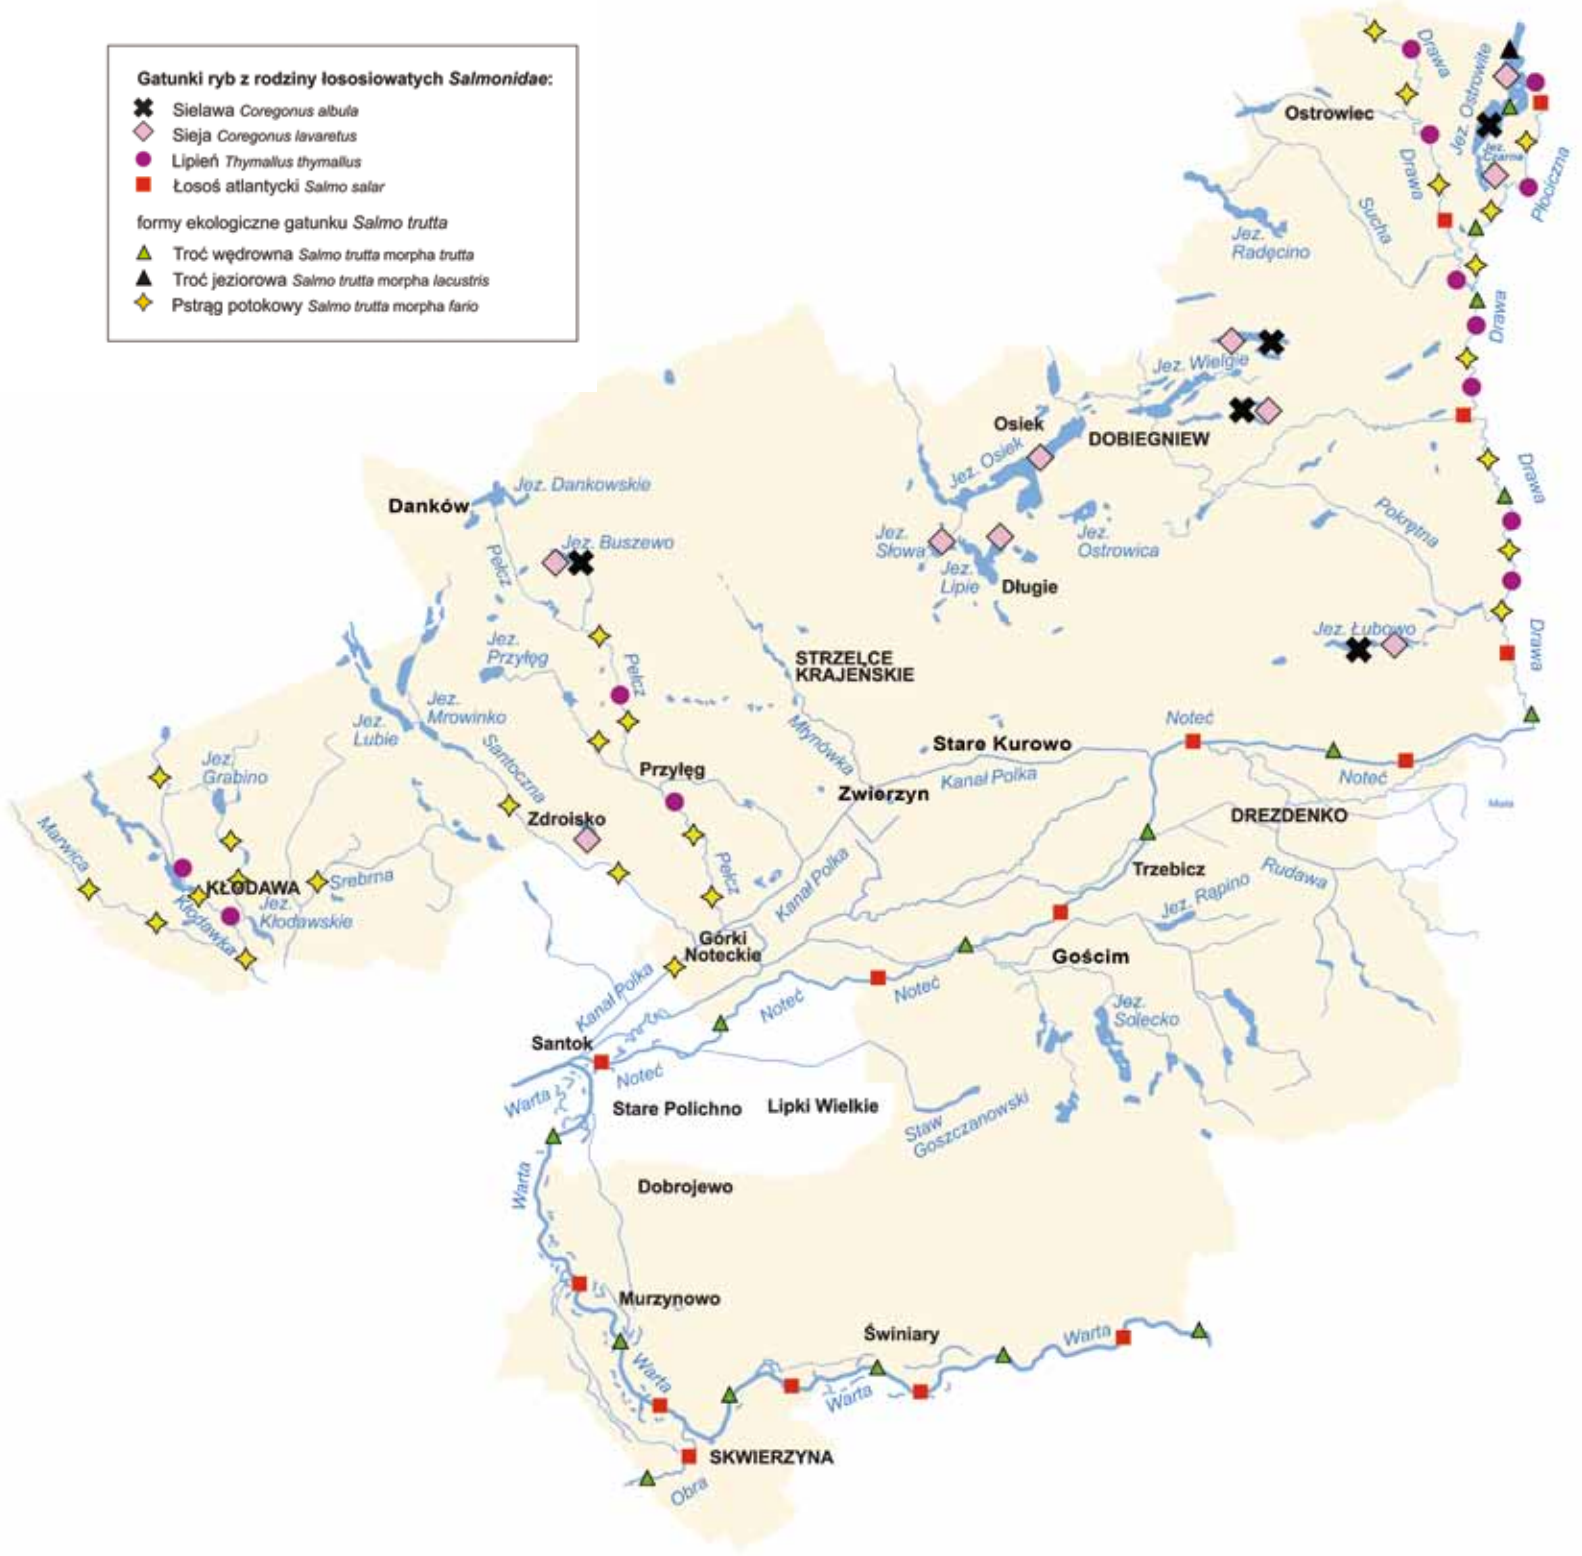 Gatunki ryb z rodziny łososiowatych Salmonidae:
Sielawa Coregonus albula
Sieja Coregonus lavaretus
Lipień Thymallus thymallus
Łosoś atlantycki Salmo salar
formy ekologiczne gatunku Salmo trutta
Troć wędrowna Salmo trutta morpha trutta
Troć jeziorowa Salmo trutta morpha lacustris
Pstrąg potokowy Salmo trutta morpha fario
Drawa
Jez. Ostrowite
Ostrowiec
Jez.
Czarna
Płociczna
Drawa
Sucha
Jez.
Radęcino
Drawa
Jez. Wielgie
Osiek
DOBIEGNIEW
Jez. Osiek
Drawa
Jez. Dankowskie
Danków
Pokrętna
Jez.
Słowa
Jez.
Ostrowica
Jez. Buszewo
Pełcz
Jez.
Lipie
Długie
Jez. Łubowo
Drawa
Jez.
Przyłęg
Pełcz
STRZELCE
KRAJEŃSKIE
Jez.
Mrowinko
Jez.
Lubie
Santoczna
Młynówka
Noteć
Stare Kurowo
Kanał Polka
Noteć
Jez.
Grabino
Przyłęg
Zwierzyn
Zdroisko
DREZDENKO
Marwica
Trzebicz
Rudawa
Pełcz
Kanał Polka
KŁODAWA
Srebrna
Jez. Rąpino
Kłodawka
Jez.
Kłodawskie
Górki
Noteckie
Gościm
Kanał Polka
Noteć
Noteć
Jez.
Solecko
Santok
Noteć
Warta
Stare Polichno
Lipki Wielkie
Staw
Goszczanowski
Warta
Dobrojewo
Murzynowo
Świniary
Warta
Warta
Warta
SKWIERZYNA
Obra